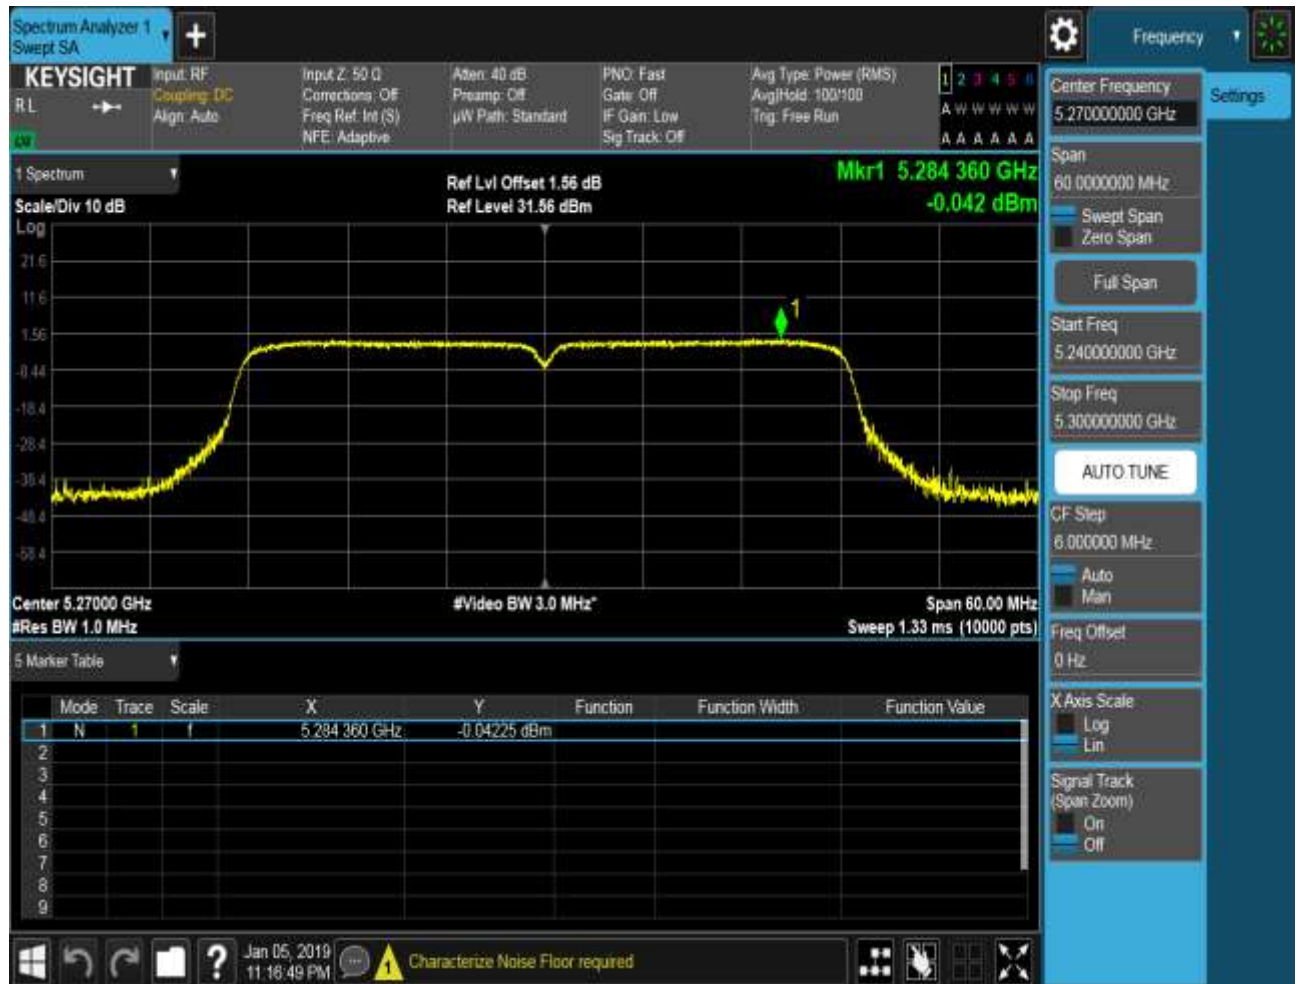 Spectrum Analyzer 1
Swept SA
Frequency
KEYSIGHT
RL
Input: RF
Coupling: DC
Align: Auto
Input Z: 50 Ω
Corrections: Off
Freq Ref: Int (S)
NFE: Adaptive
Atten: 40 dB
Preamp: Off
µW Path: Standard
PNO: Fast
Gate: Off
IF Gain: Low
Sig Track: Off
Avg Type: Power (RMS)
Avg|Hold: 100/100
Trig: Free Run
1 2 3 4 5 6
A W W W W W
A A A A A A
Center Frequency
5.270000000 GHz
Settings
Span
60.0000000 MHz
Swept Span
Zero Span
Full Span
Start Freq
5.240000000 GHz
Stop Freq
5.300000000 GHz
AUTO TUNE
CF Step
6.000000 MHz
Auto
Man
Freq Offset
0 Hz
X Axis Scale
Log
Lin
Signal Track
(Span Zoom)
On
Off
1 Spectrum
Scale/Div 10 dB
Ref Lvl Offset 1.56 dB
Ref Level 31.56 dBm
Mkr1 5.284 360 GHz
-0.042 dBm
Log
21.6
11.6
1.56
-8.44
-18.4
-28.4
-38.4
-48.4
-58.4
1
Center 5.27000 GHz
#Video BW 3.0 MHz*
Span 60.00 MHz
#Res BW 1.0 MHz
Sweep 1.33 ms (10000 pts)
5 Marker Table
Mode Trace Scale X Y Function Function Width Function Value
1 N 1 f 5.284 360 GHz -0.04225 dBm
2
3
4
5
6
7
8
9
Jan 05, 2019
11:16:49 PM
Characterize Noise Floor required